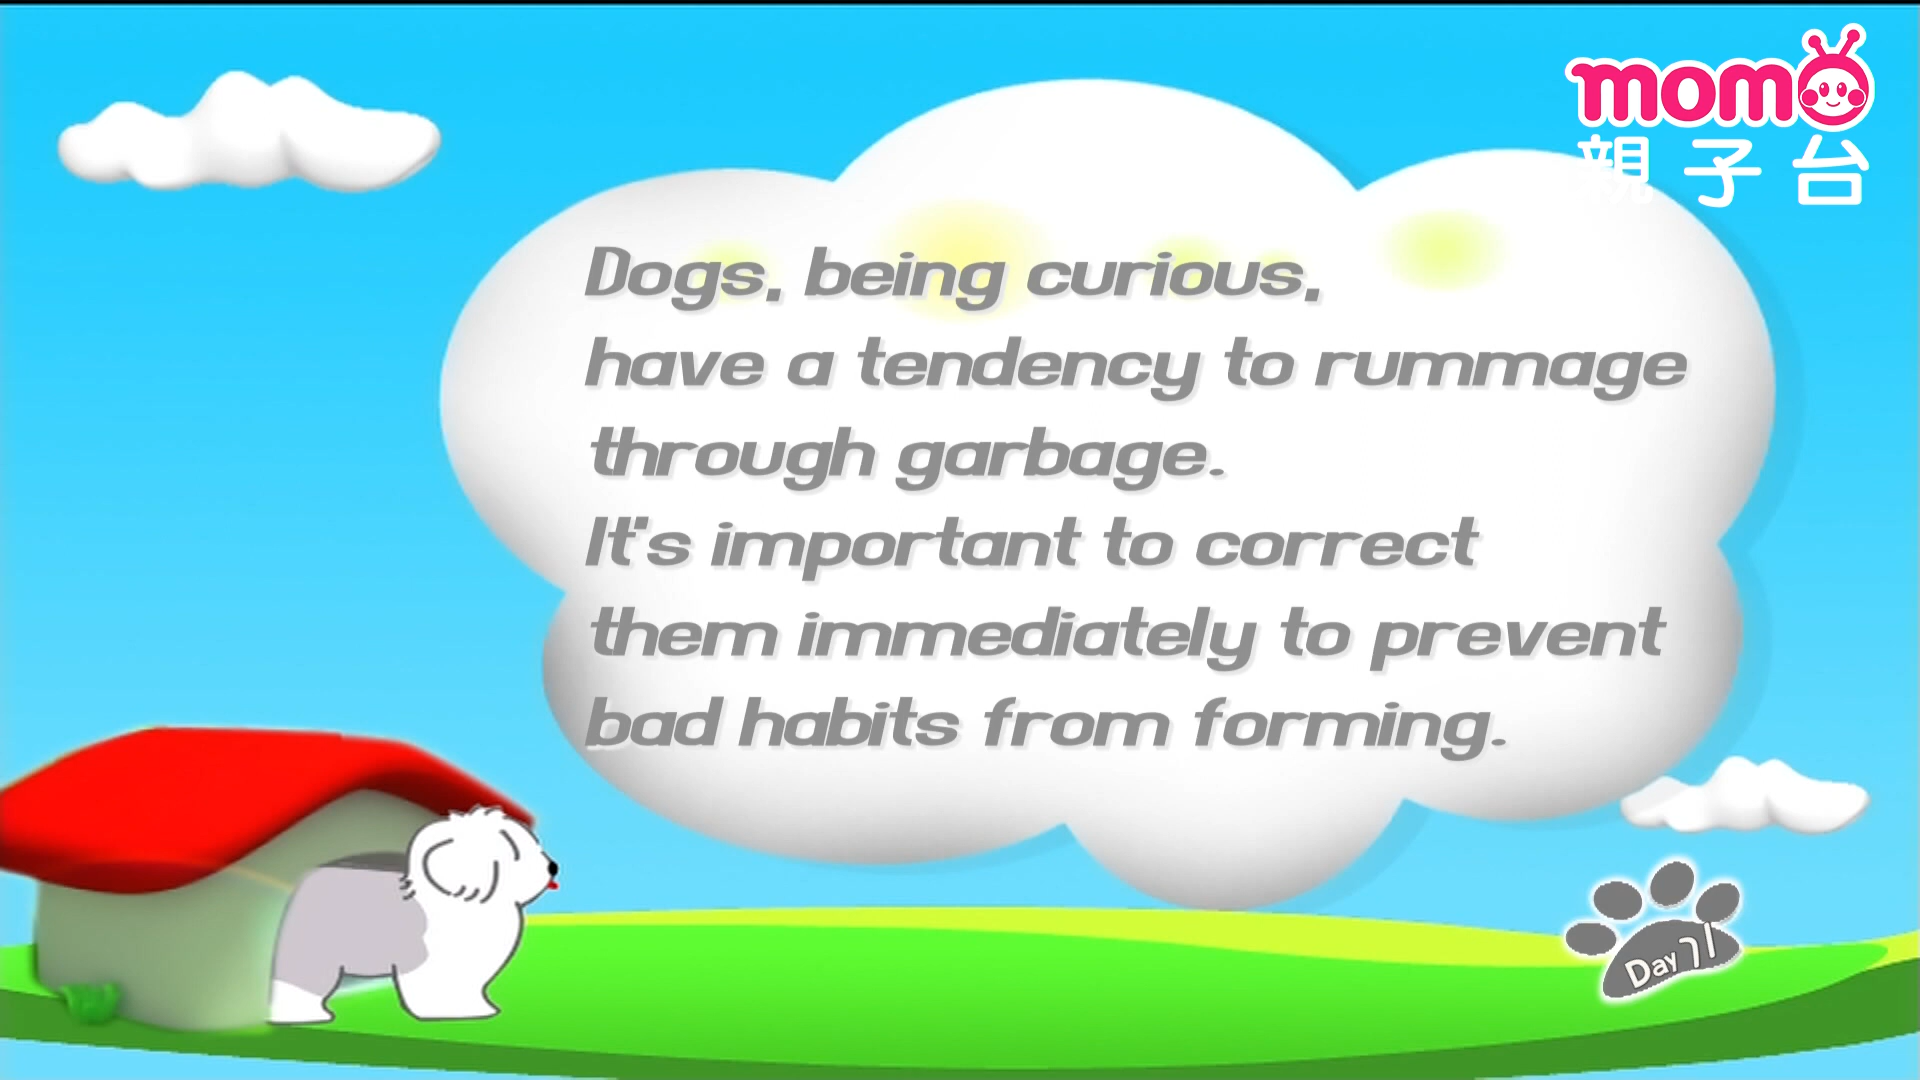 momo
親子台
Dogs, being curious,
have a tendency to rummage
through garbage.
It's important to correct
them immediately to prevent
bad habits from forming.
Day 71